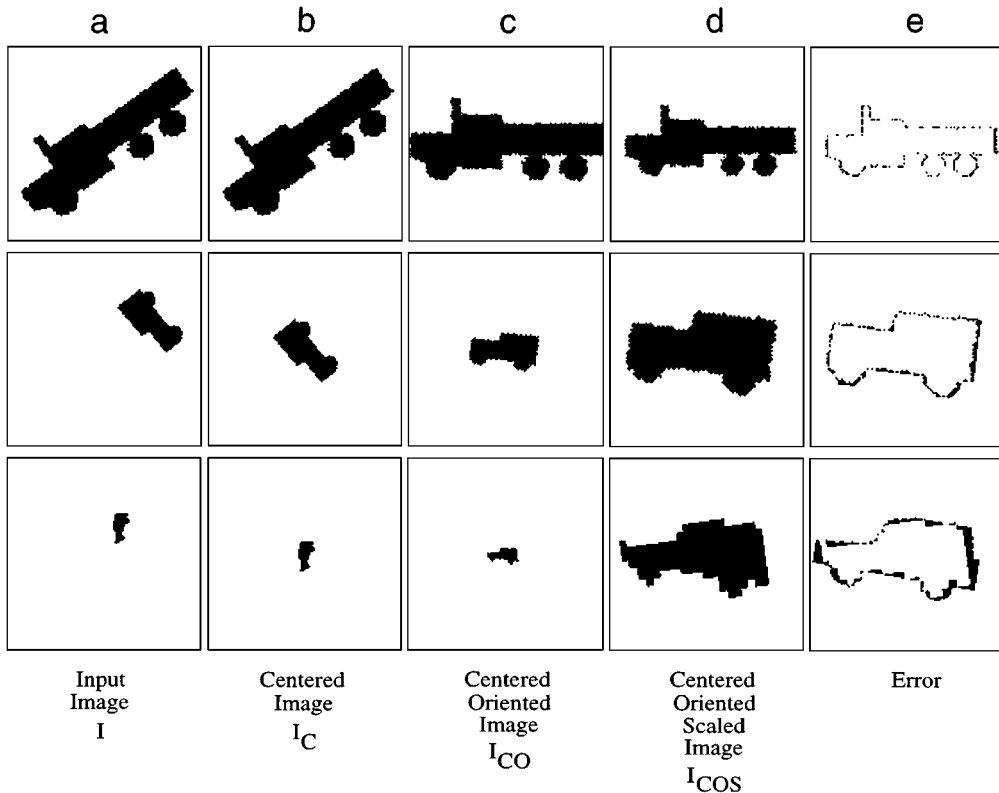 a b c d e
Input
Image
I
Centered
Image
I_C
Centered
Oriented
Image
I_CO
Centered
Oriented
Scaled
Image
I_COS
Error